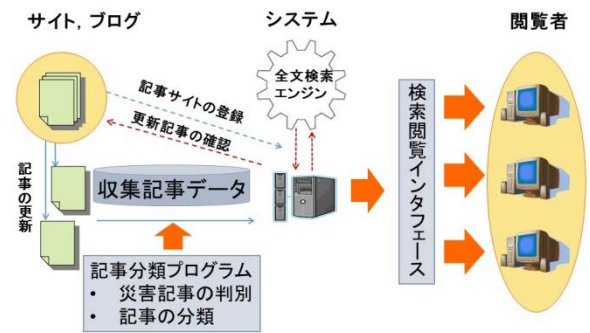 サイト,ブログ
システム
閲覧者
全文検索
エンジン
記事サイトの登録
更新記事の確認
記事の更新
収集記事データ
検索閲覧インタフェース
記事分類プログラム
• 災害記事の判別
• 記事の分類